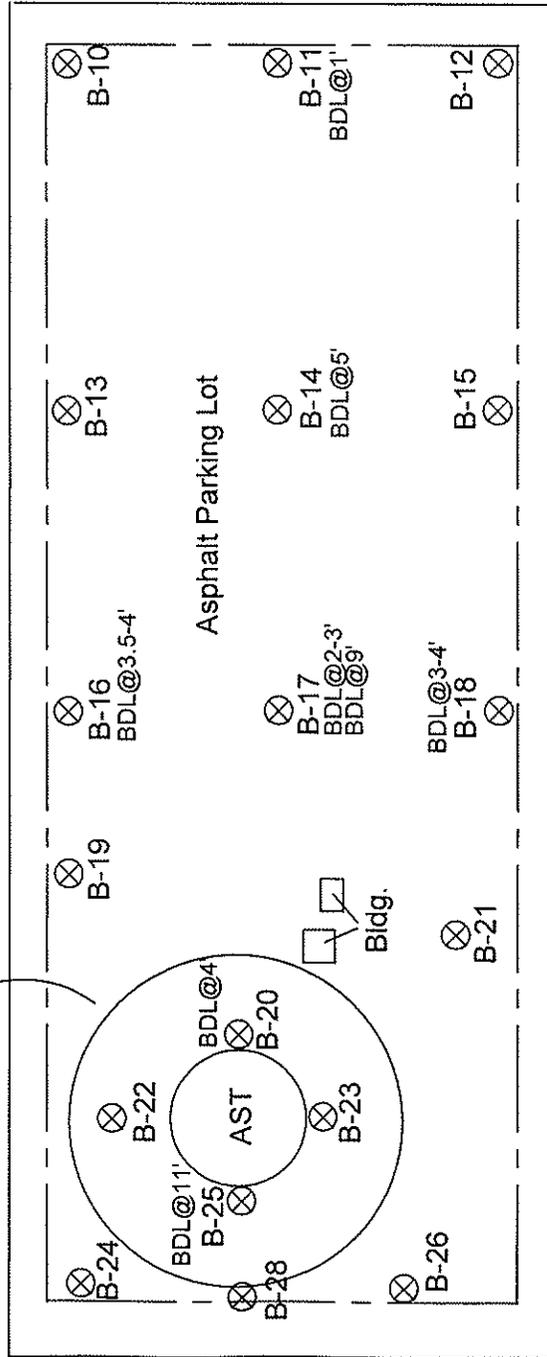 B-10
B-11
BDL@1'
B-12
B-13
B-14
BDL@5'
B-15
Asphalt Parking Lot
B-16
BDL@3.5-4'
B-17
BDL@2-3'
BDL@9'
BDL@3-4'
B-18
B-19
Bldg.
B-21
BDL@4'
B-20
B-22
AST
B-23
BDL@11'
B-25
B-24
B-28
B-26